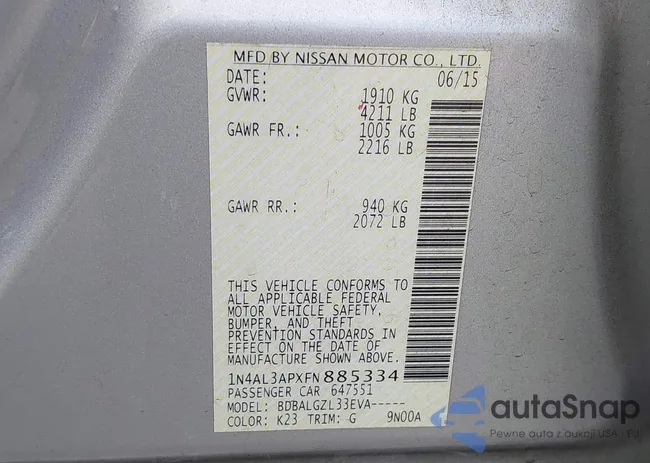 MFD BY NISSAN MOTOR CO., LTD.
DATE: 06/15
GVWR: 1910 KG
4211 LB
GAWR FR.: 1005 KG
2216 LB
GAWR RR.: 940 KG
2072 LB
THIS VEHICLE CONFORMS TO
ALL APPLICABLE FEDERAL
MOTOR VEHICLE SAFETY,
BUMPER, AND THEFT
PREVENTION STANDARDS IN
EFFECT ON THE DATE OF
MANUFACTURE SHOWN ABOVE.
1N4AL3APXFN885334
PASSENGER CAR 647551
MODEL: BDBALGZL33EVA-----
COLOR: K23 TRIM: G 9N00A
autoSnap
Pewne auta z aukcji USA i EU